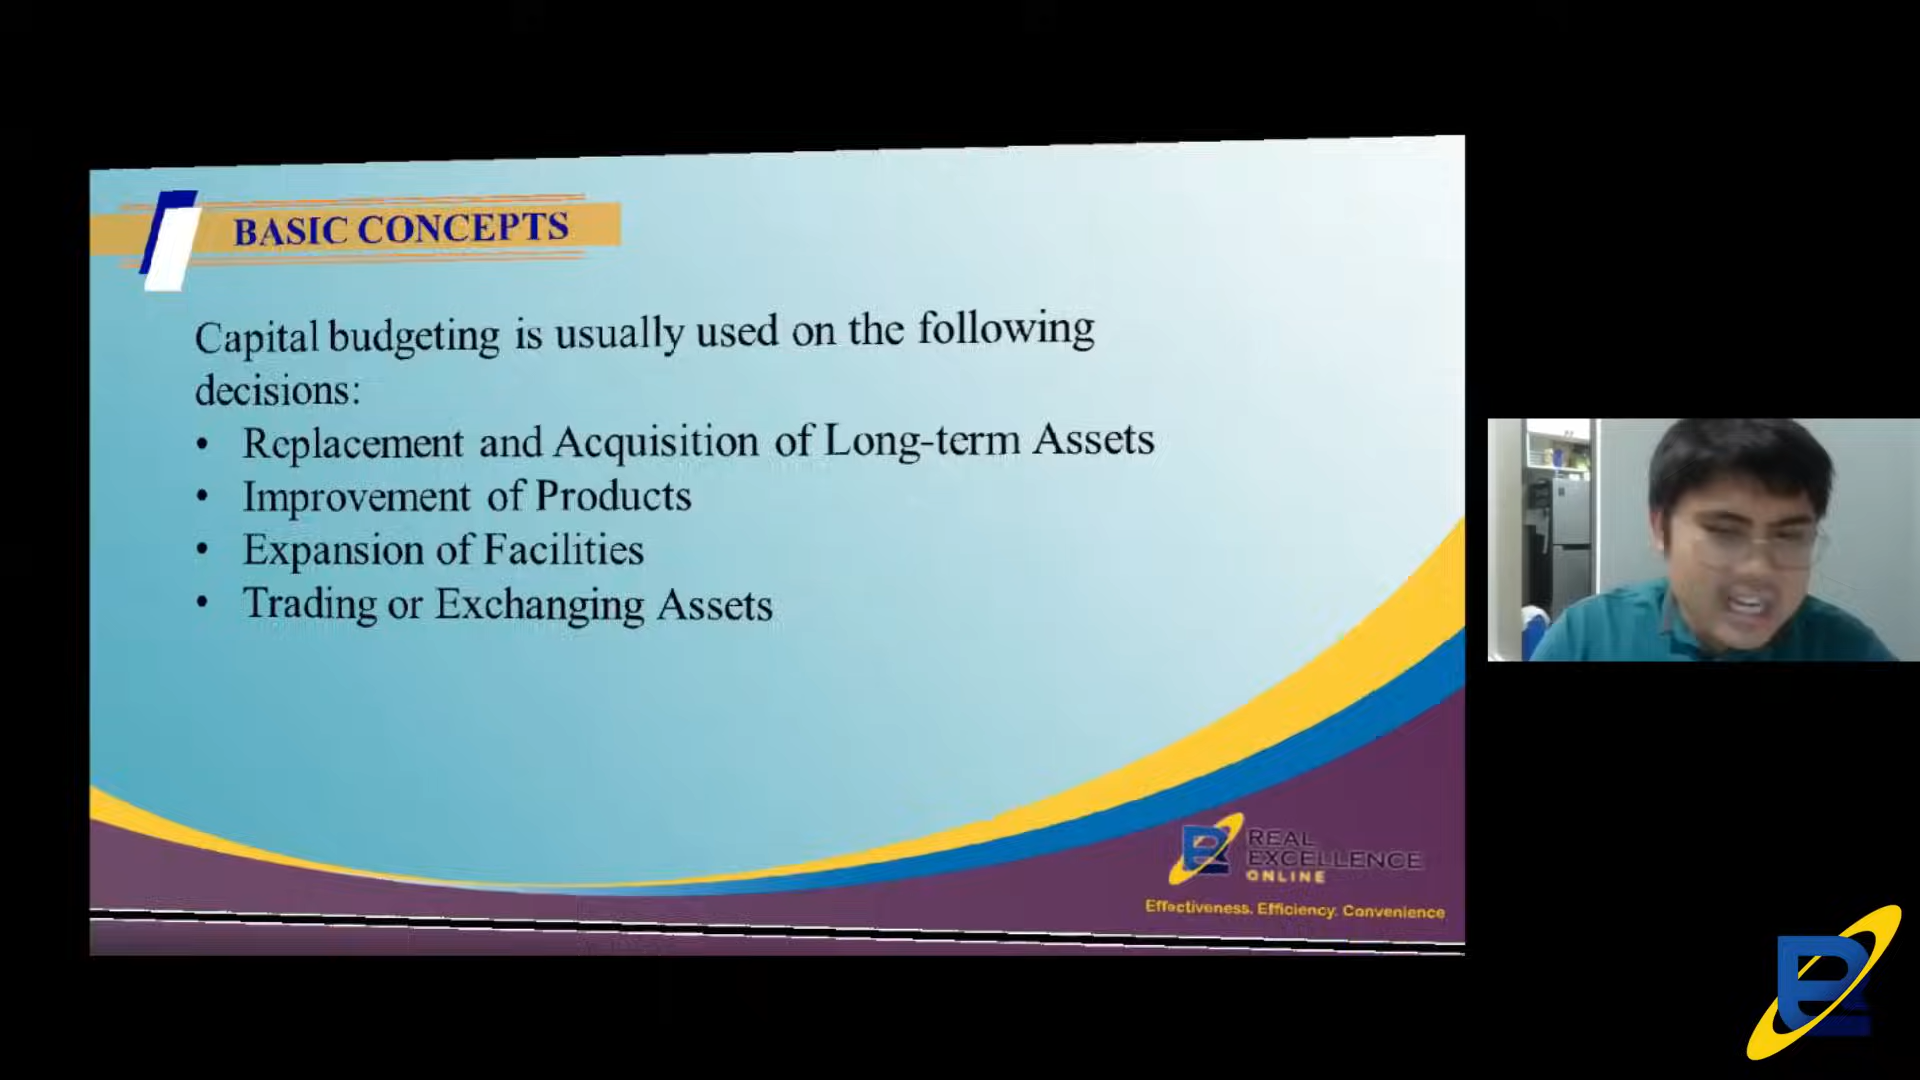 BASIC CONCEPTS
Capital budgeting is usually used on the following
decisions:
• Replacement and Acquisition of Long-term Assets
• Improvement of Products
• Expansion of Facilities
• Trading or Exchanging Assets
REAL
EXCELLENCE
ONLINE
Effectiveness. Efficiency. Convenience